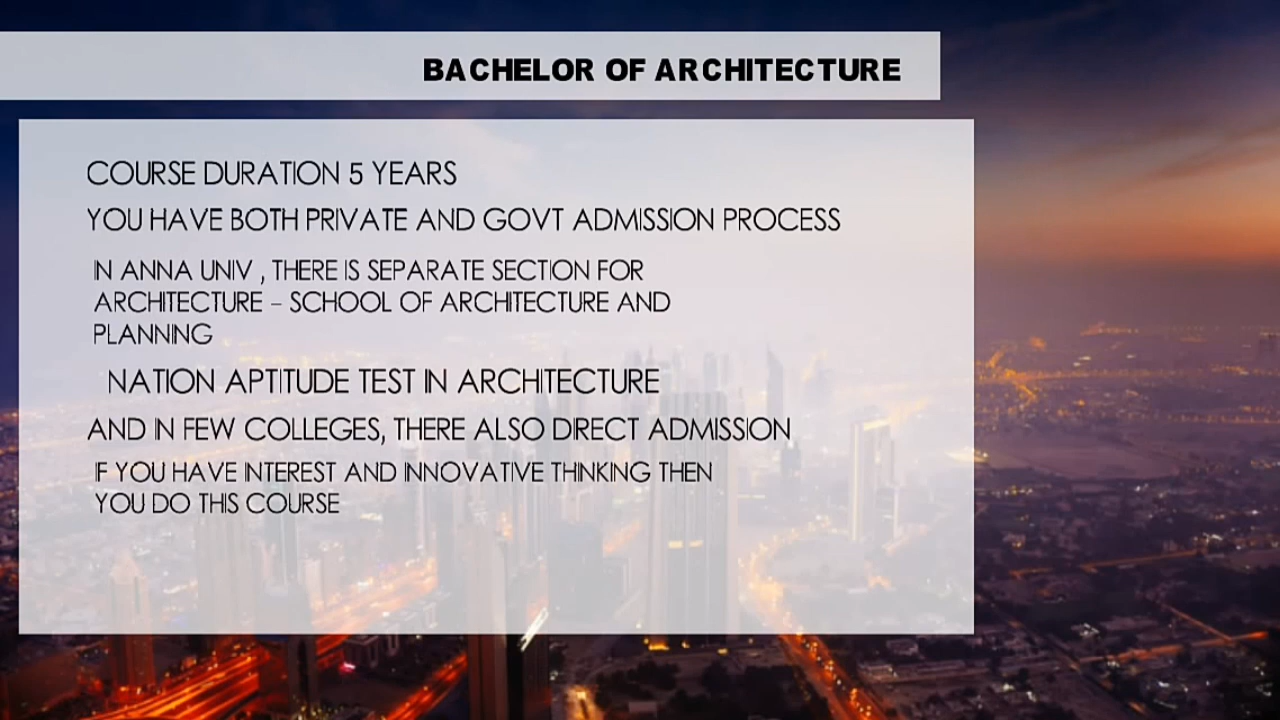 BACHELOR OF ARCHITECTURE
COURSE DURATION 5 YEARS
YOU HAVE BOTH PRIVATE AND GOVT ADMISSION PROCESS
IN ANNA UNIV , THERE IS SEPARATE SECTION FOR
ARCHITECTURE – SCHOOL OF ARCHITECTURE AND
PLANNING
NATION APTITUDE TEST IN ARCHITECTURE
AND IN FEW COLLEGES, THERE ALSO DIRECT ADMISSION
IF YOU HAVE INTEREST AND INNOVATIVE THINKING THEN
YOU DO THIS COURSE